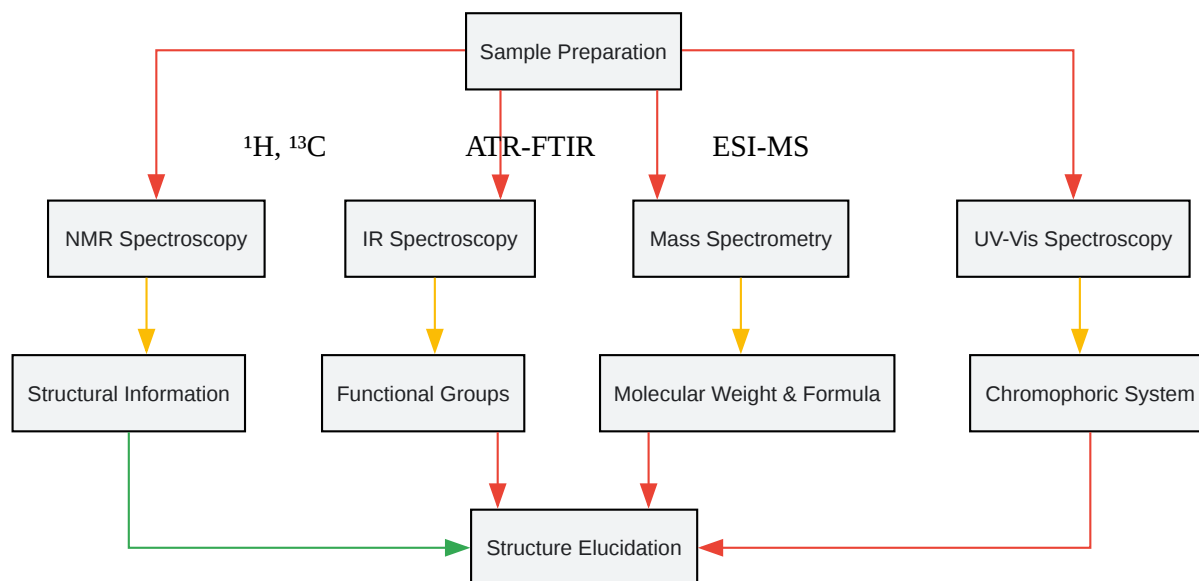 Sample Preparation
¹H, ¹³C
ATR-FTIR
ESI-MS
NMR Spectroscopy
IR Spectroscopy
Mass Spectrometry
UV-Vis Spectroscopy
Structural Information
Functional Groups
Molecular Weight & Formula
Chromophoric System
Structure Elucidation